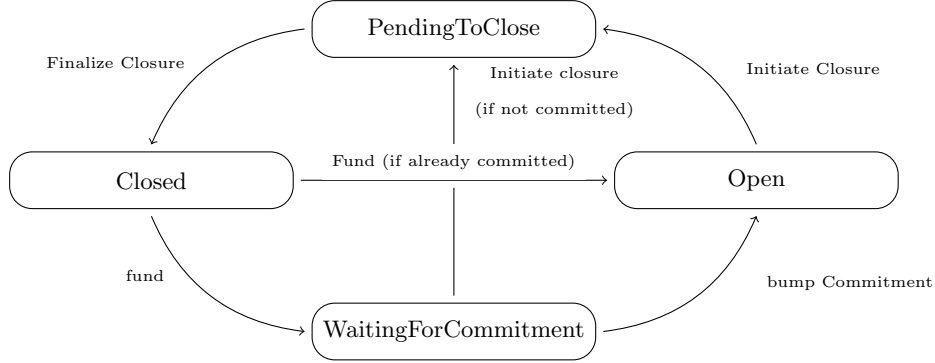 PendingToClose
Finalize Closure
Initiate closure
(if not committed)
Initiate Closure
Fund (if already committed)
Closed
Open
fund
bump Commitment
WaitingForCommitment